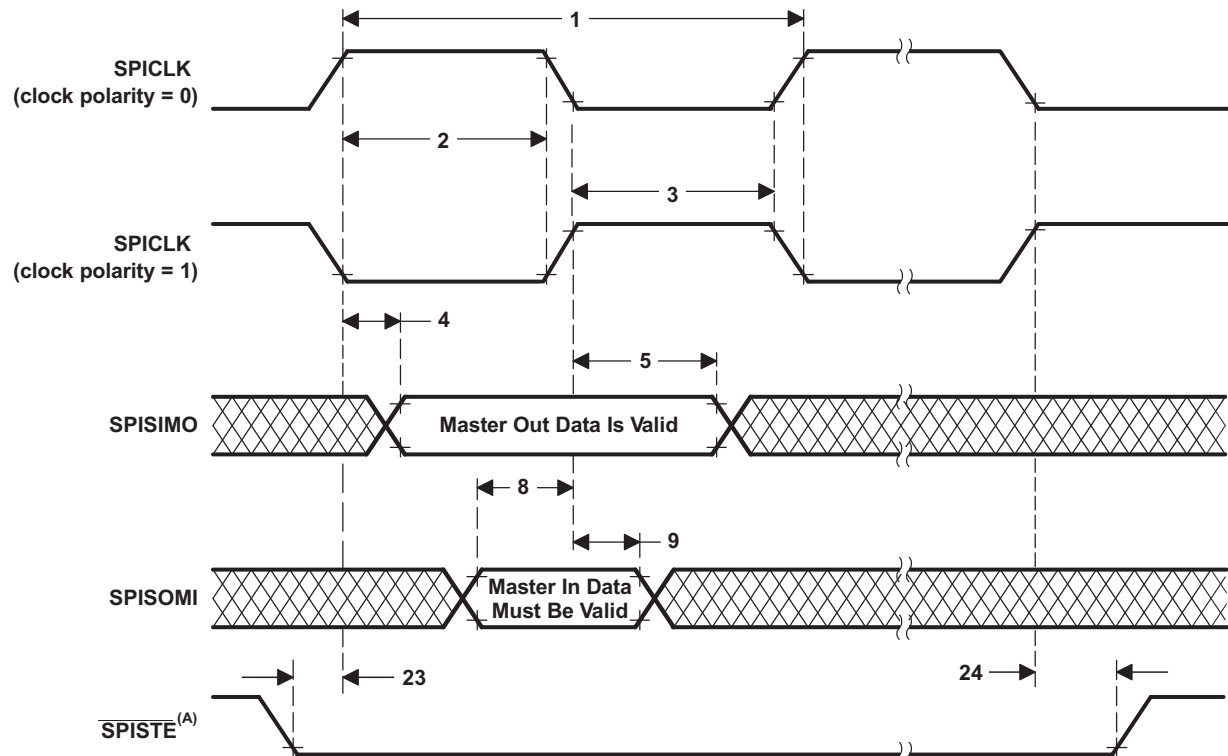 1
SPICLK
(clock polarity = 0)
2
3
SPICLK
(clock polarity = 1)
4
5
SPISIMO
Master Out Data Is Valid
8
9
SPISOMI
Master In Data
Must Be Valid
23
24
SPISTE(A)